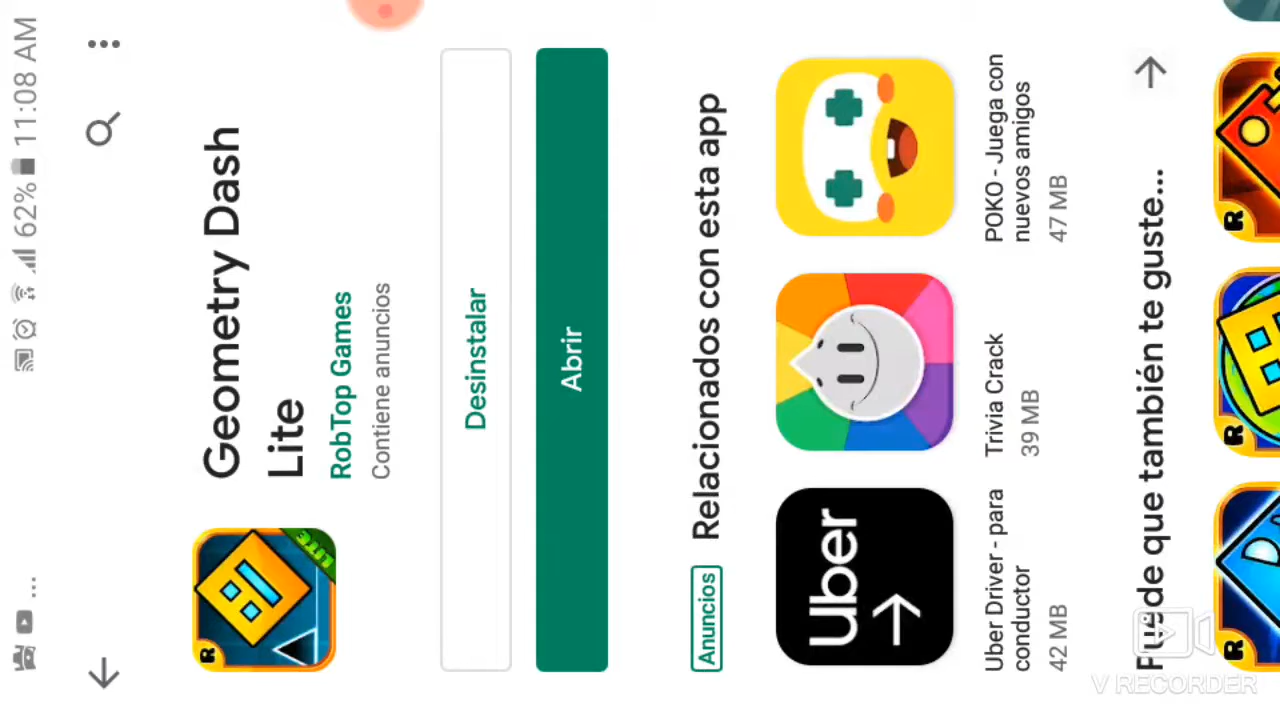 11:08 AM
62%
Geometry Dash
Lite
RobTop Games
Contiene anuncios
LITE
R
Desinstalar
Abrir
Anuncios
Relacionados con esta app
Uber
Uber Driver - para
conductor
42 MB
Trivia Crack
39 MB
POKO - Juega con
nuevos amigos
47 MB
Puede que también te guste...
R
R
R
V RECORDER